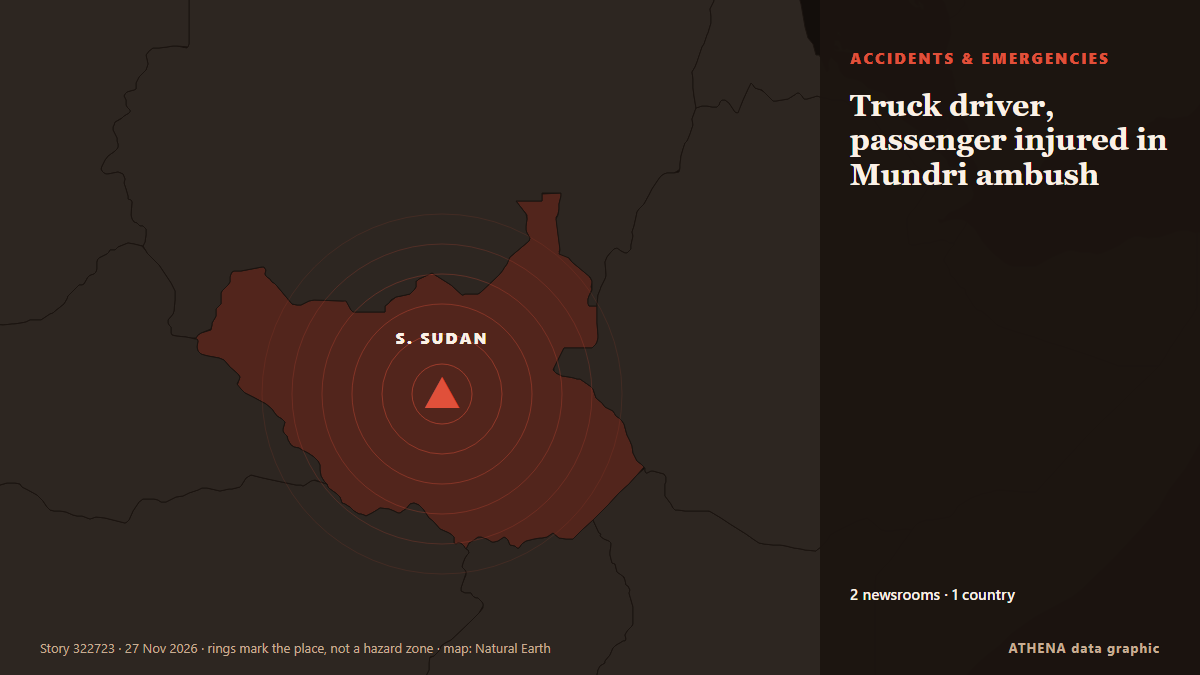 ACCIDENTS & EMERGENCIES
Truck driver,
passenger injured in
Mundri ambush
S. SUDAN
2 newsrooms · 1 country
Story 322723 · 27 Nov 2026 · rings mark the place, not a hazard zone · map: Natural Earth
ATHENA data graphic